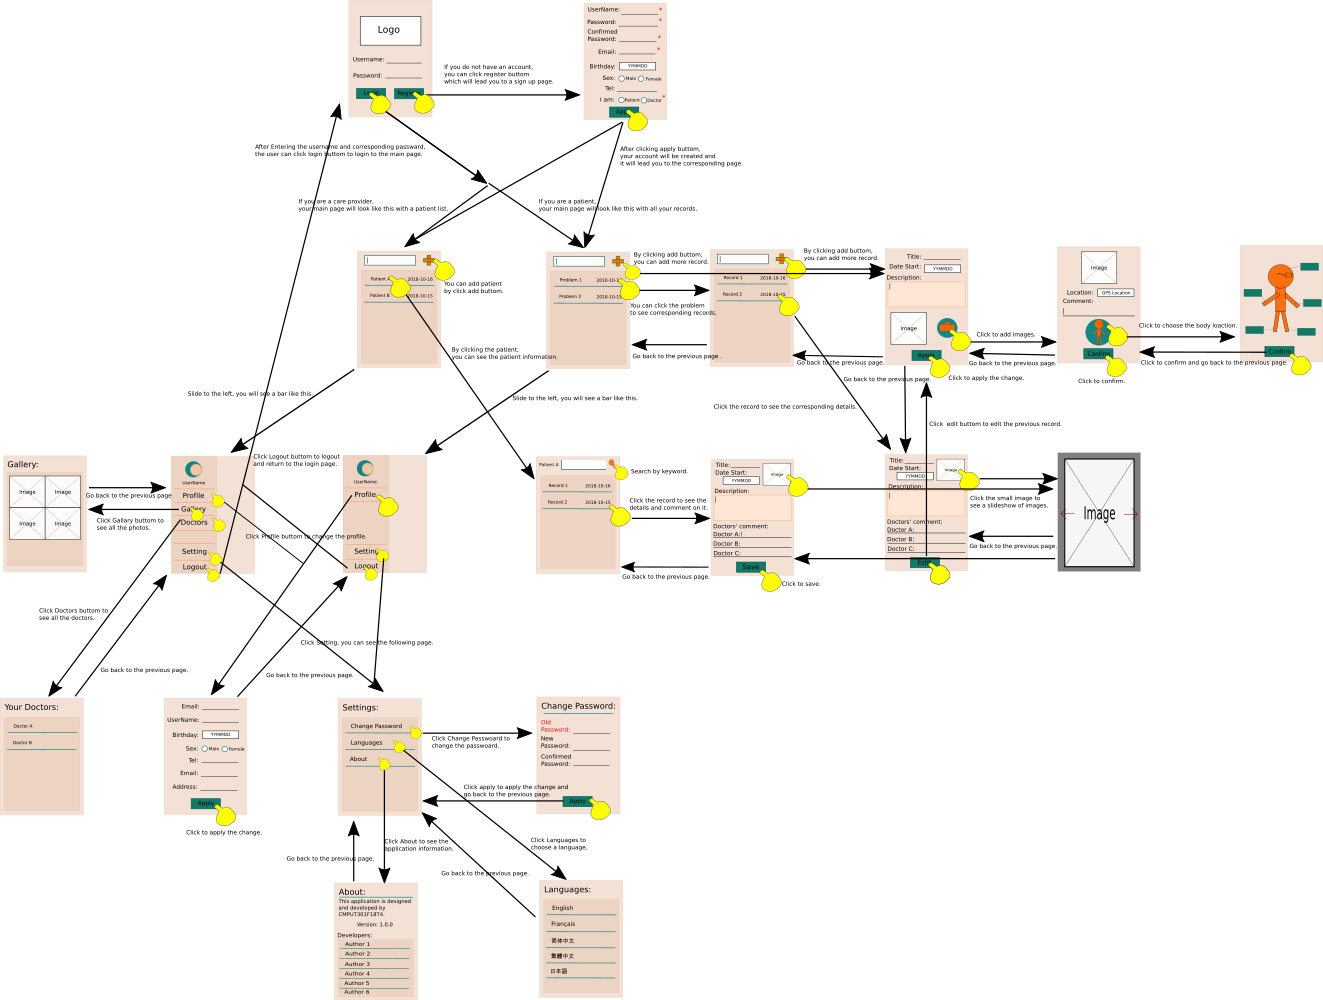 Logo
Username:
Password:
Login
Register
If you do not have an account,
you can click register buttom
which will lead you to a sign up page.
UserName: *
Password: *
Confirmed
Password: *
Email: *
Birthday: YYMMDD
Sex: Male Female
Tel:
I am: Patient Doctor *
Apply
After Entering the username and corresponding passward,
the user can click login buttom to login to the main page.
After clicking apply buttom,
your account will be created and
it will lead you to the corresponding page.
If you are a care provider,
your main page will look like this with a patient list.
If you are a patient,
your main page will look like this with all your records.
Patient A 2018-10-16
Patient B 2018-10-15
You can add patient
by click add buttom.
Problem 1 2018-10-1
Problem 2 2018-10-15
By clicking add buttom,
you can add more record.
You can click the problem
to see corresponding records.
Go back to the previous page .
Record 1 2018-10-16
Record 2 2018-10-15
By clicking add buttom,
you can add more record.
Go back to the previous page.
Title:
Date Start: YYMMDD
Description:
Image
Apply
Click to add images.
Go back to the previous page.
Click to apply the change.
Go back to the previous page.
Image
Location: GPS Location
Comment:
Confirm
Click to confirm.
Click to choose the body loaction.
Click to confirm and go back to the previous page.
Confirm
By clicking the patient,
you can see the patient information.
Slide to the left, you will see a bar like this.
Slide to the left, you will see a bar like this.
Click the record to see the corresponding details.
Click edit buttom to edit the previous record.
Gallery:
Image Image
Image Image
Go back to the previous page
Click Gallery buttom to
see all the photos.
UserName
Profile
Gallery
Doctors
Setting
Logout
Click Logout buttom to logout
and return to the login page.
Click Profile buttom to change the profile.
UserName
Profile
Setting
Logout
Patient A
Record 1 2018-10-16
Record 2 2018-10-15
Search by keyword.
Click the record to see the
details and comment on it.
Go back to the previous page.
Title:
Date Start:
YYMMDD
Image
Description:
Doctors' comment:
Doctor A:
Doctor B:
Doctor C:
Save
Click to save.
Title:
Date Start:
YYMMDD
Image
Description:
Doctors' comment:
Doctor A:
Doctor B:
Doctor C:
Edit
Click the small image to
see a slideshow of images.
Go back to the previous page.
Image
Click Doctors buttom to
see all the doctors.
Go back to the previous page.
Click Setting, you can see the following page.
Go back to the previous page.
Your Doctors:
Doctor A
Doctor B
Email:
UserName:
Birthday: YYMMDD
Sex: Male Female
Tel:
Email:
Address:
Apply
Click to apply the change.
Settings:
Change Password
Languages
About
Click Change Passwoard to
change the passwoard.
Change Password:
Old
Password:
New
Password:
Confirmed
Password:
Apply
Click apply to apply the change and
go back to the previous page.
Click About to see the
application information.
Go back to the previous page.
Click Languages to
choose a language.
Go back to the previous page.
About:
This application is designed
and developed by
CMPUT301F18T4.
Version: 1.0.0
Developers:
Author 1
Author 2
Author 3
Author 4
Author 5
Author 6
Languages:
English
Français
简体中文
繁體中文
日本語